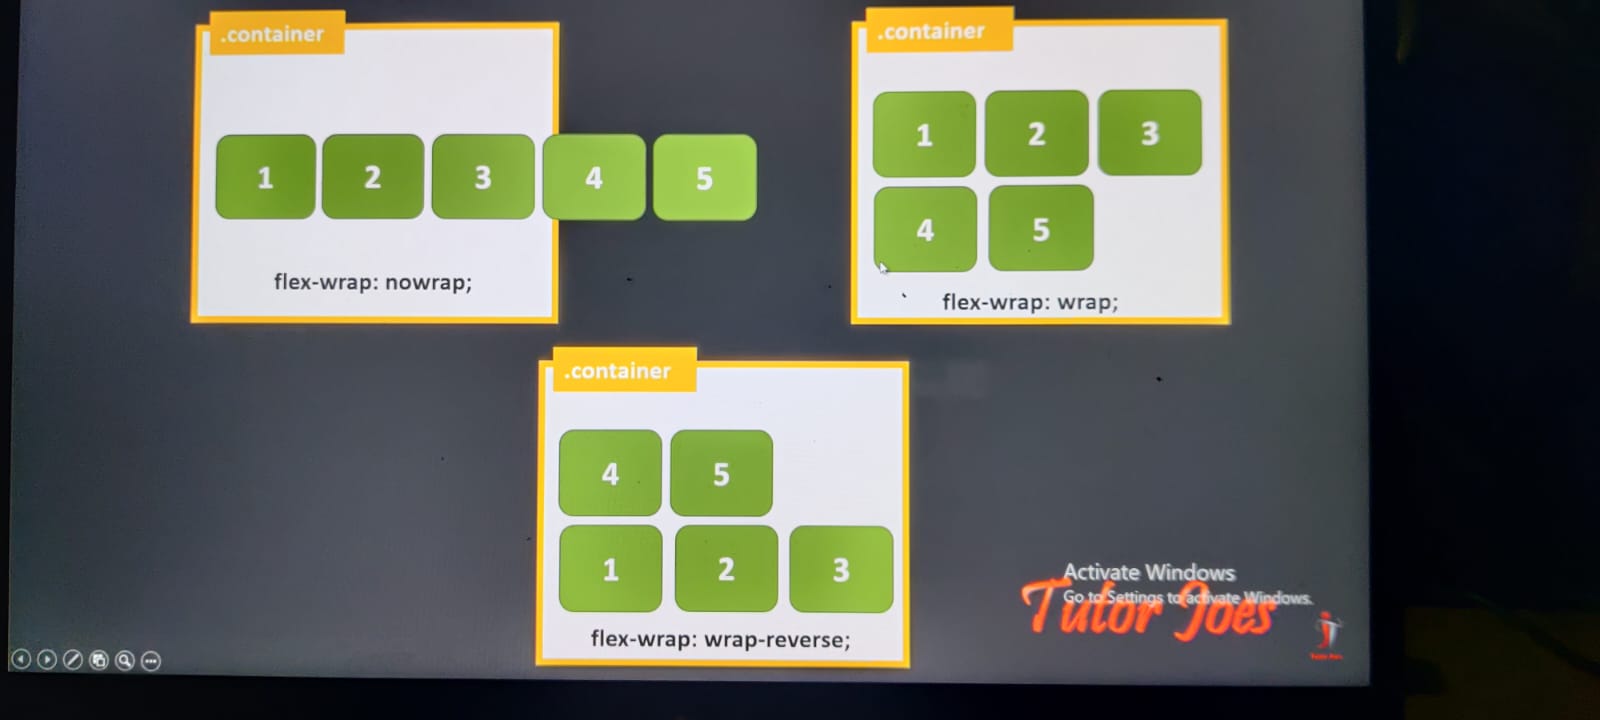 .container
1 2 3 4 5
flex-wrap: nowrap;
.container
1 2 3
4 5
flex-wrap: wrap;
.container
4 5
1 2 3
flex-wrap: wrap-reverse;
Activate Windows
Go to Settings to activate Windows.
Tutor Joes